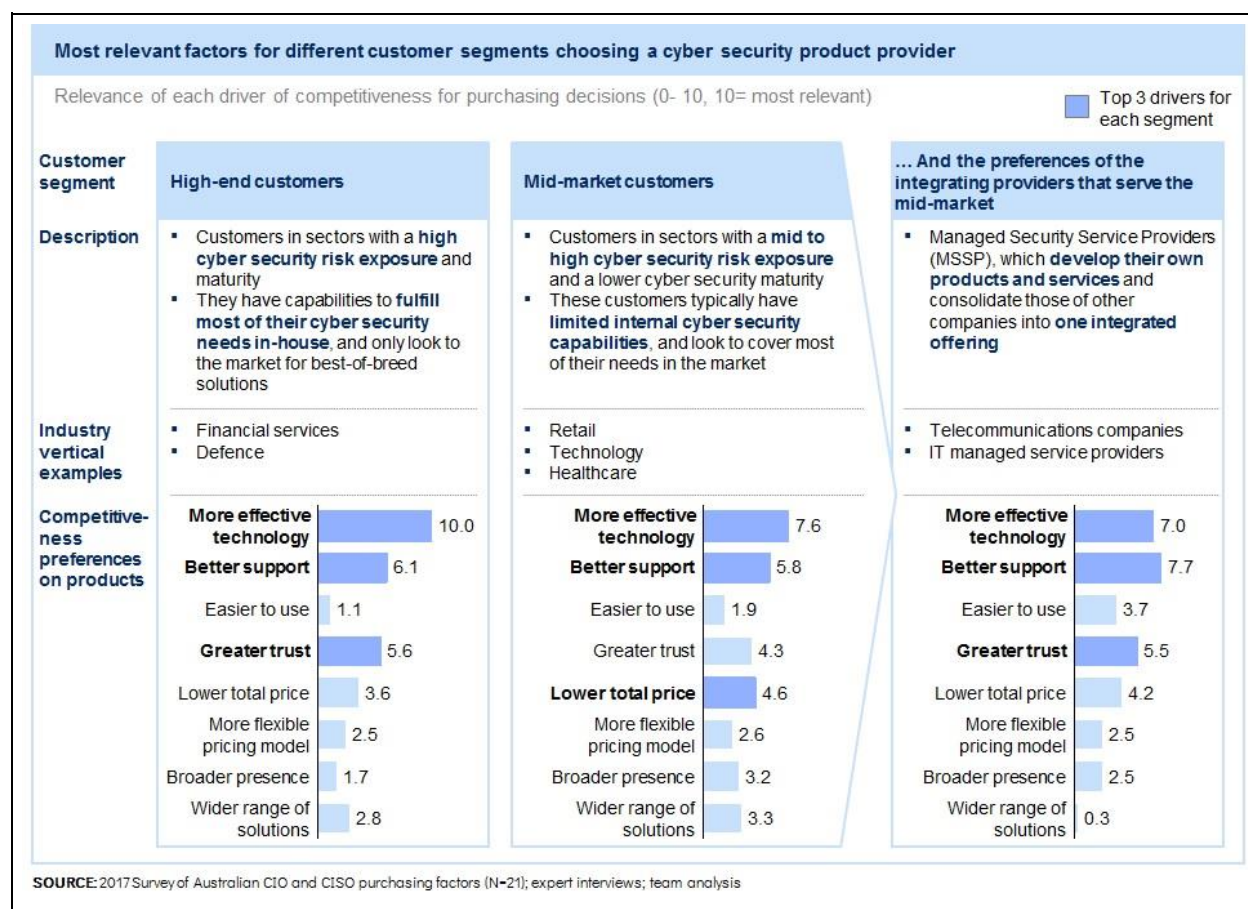 Most relevant factors for different customer segments choosing a cyber security product provider
Relevance of each driver of competitiveness for purchasing decisions (0- 10, 10= most relevant)
Top 3 drivers for
each segment
Customer
segment
High-end customers
Mid-market customers
... And the preferences of the
integrating providers that serve the
mid-market
Description
▪ Customers in sectors with a high
cyber security risk exposure and
maturity
▪ They have capabilities to fulfill
most of their cyber security
needs in-house, and only look to
the market for best-of-breed
solutions
▪ Customers in sectors with a mid to
high cyber security risk exposure
and a lower cyber security maturity
▪ These customers typically have
limited internal cyber security
capabilities, and look to cover most
of their needs in the market
▪ Managed Security Service Providers
(MSSP), which develop their own
products and services and
consolidate those of other
companies into one integrated
offering
Industry
vertical
examples
▪ Financial services
▪ Defence
▪ Retail
▪ Technology
▪ Healthcare
▪ Telecommunications companies
▪ IT managed service providers
Competitive-
ness
preferences
on products
More effective
technology
10.0
Better support
6.1
Easier to use
1.1
Greater trust
5.6
Lower total price
3.6
More flexible
pricing model
2.5
Broader presence
1.7
Wider range of
solutions
2.8
More effective
technology
7.6
Better support
5.8
Easier to use
1.9
Greater trust
4.3
Lower total price
4.6
More flexible
pricing model
2.6
Broader presence
3.2
Wider range of
solutions
3.3
More effective
technology
7.0
Better support
7.7
Easier to use
3.7
Greater trust
5.5
Lower total price
4.2
More flexible
pricing model
2.5
Broader presence
2.5
Wider range of
solutions
0.3
SOURCE: 2017 Survey of Australian CIO and CISO purchasing factors (N=21); expert interviews; team analysis